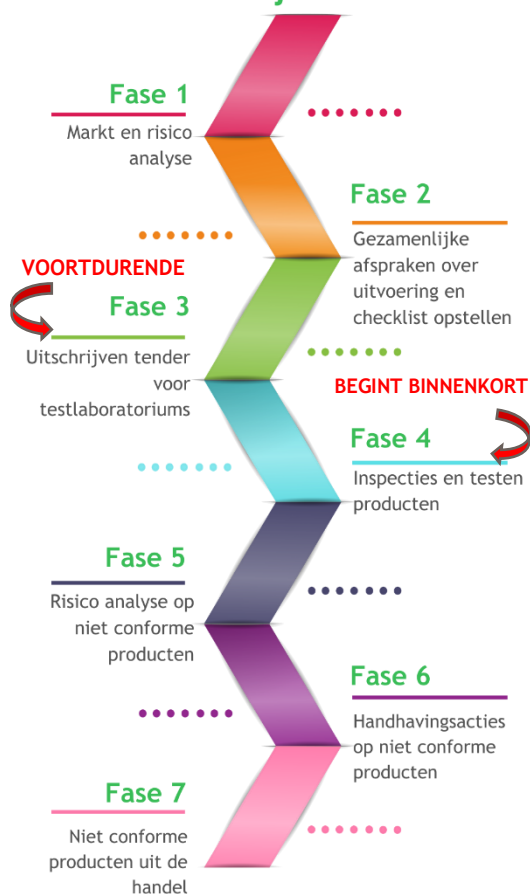 Fase 1
Markt en risico
analyse
Fase 2
Gezamenlijke
afspraken over
uitvoering en
checklist opstellen
VOORTDURENDE
Fase 3
Uitschrijven tender
voor
testlaboratoriums
BEGINT BINNENKORT
Fase 4
Inspecties en testen
producten
Fase 5
Risico analyse op
niet conforme
producten
Fase 6
Handhavingsacties
op niet conforme
producten
Fase 7
Niet conforme
producten uit de
handel